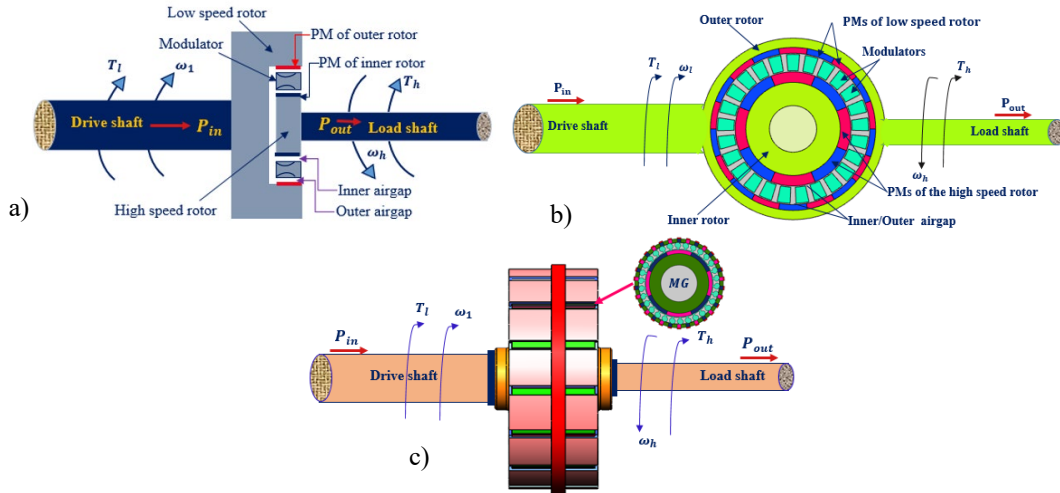 Low speed rotor
Modulator
PM of outer rotor
PM of inner rotor
T_l
ω_1
T_h
Drive shaft
P_in
P_out
Load shaft
ω_h
High speed rotor
Inner airgap
Outer airgap
a)
Outer rotor
PMs of low speed rotor
Modulators
P_in
T_l
ω_l
T_h
P_out
Drive shaft
Load shaft
ω_h
PMs of the high speed rotor
Inner rotor
Inner/Outer airgap
b)
MG
T_l
ω_1
P_in
T_h
P_out
Drive shaft
Load shaft
ω_h
c)